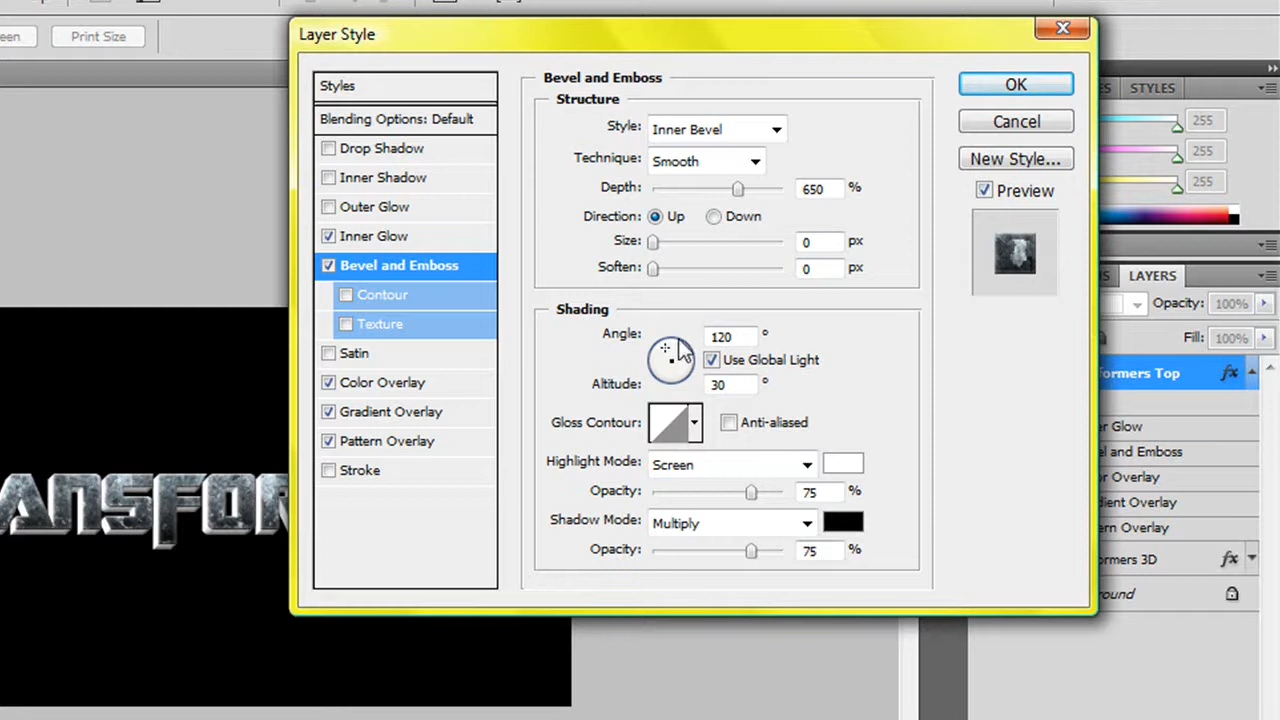 een
Print Size
Layer Style
Styles
Blending Options: Default
Drop Shadow
Inner Shadow
Outer Glow
Inner Glow
Bevel and Emboss
Contour
Texture
Satin
Color Overlay
Gradient Overlay
Pattern Overlay
Stroke
Bevel and Emboss
Structure
Style: Inner Bevel
Technique: Smooth
Depth: 650 %
Direction: Up Down
Size: 0 px
Soften: 0 px
Shading
Angle: 120 °
Use Global Light
Altitude: 30 °
Gloss Contour: Anti-aliased
Highlight Mode: Screen
Opacity: 75 %
Shadow Mode: Multiply
Opacity: 75 %
OK
Cancel
New Style...
Preview
ES STYLES
255
255
255
S LAYERS
Opacity: 100%
Fill: 100%
formers Top fx
er Glow
el and Emboss
or Overlay
dient Overlay
ern Overlay
ormers 3D fx
round
ANSFOR